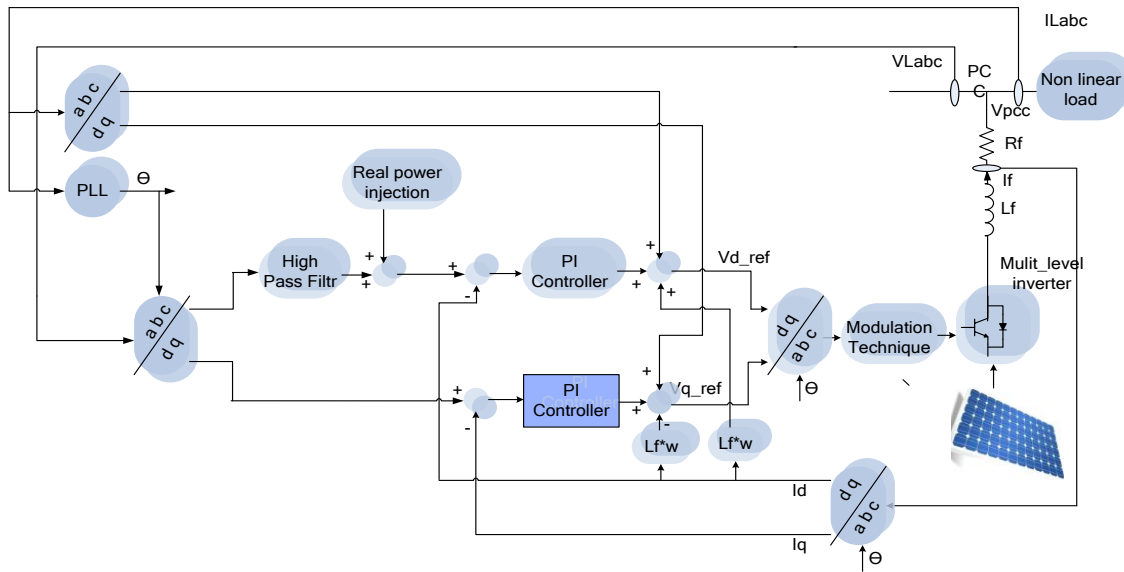 ILabc
VLabc
PC
C
Non linear
load
Vpcc
a b c
d q
Rf
Real power
injection
PLL
ɵ
If
Lf
+
High
Pass Filtr
+
+
+
-
PI
Controller
+
+
+
Vd_ref
Mulit_level
inverter
a b c
d q
d q
a b c
Modulation
Technique
ɵ
+
-
PI
Controller
+
+
-
Vq_ref
Lf*w
Lf*w
Id
Iq
d q
a b c
ɵ